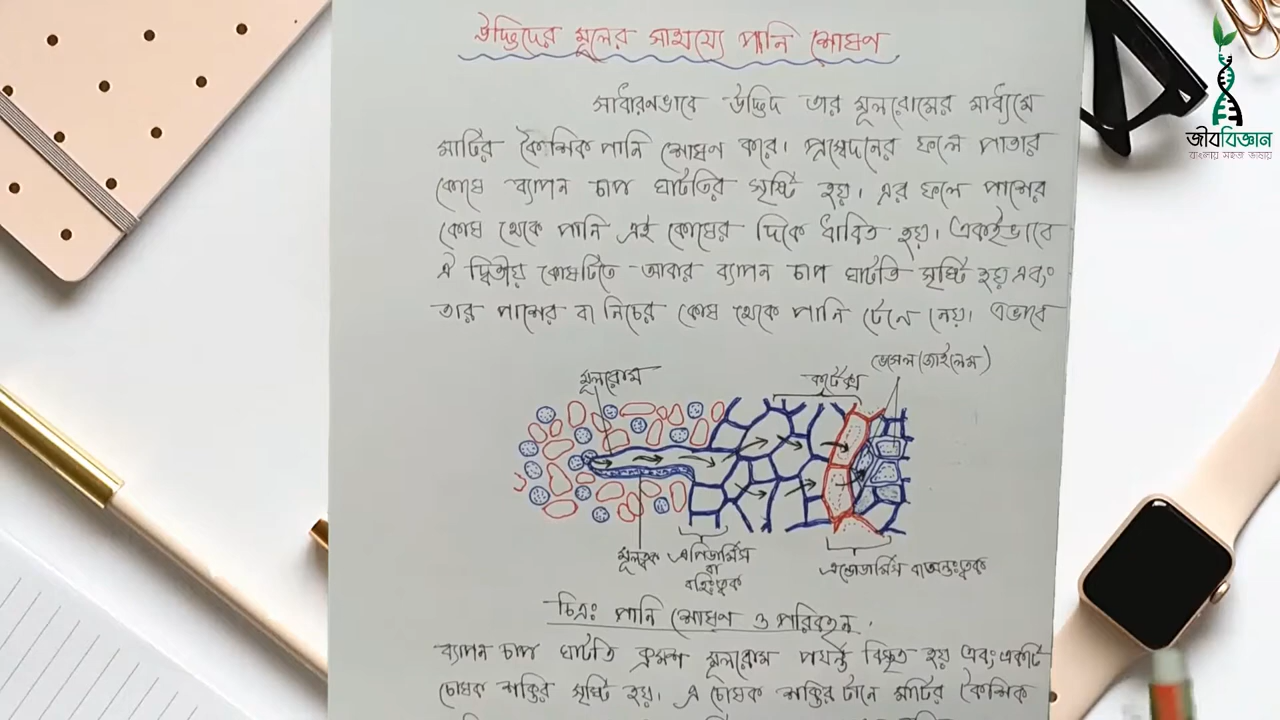 উদ্ভিদের মূলের সাহায্যে পানি শোষণ
সাধারণভাবে উদ্ভিদ তার মূলরোমের মাধ্যমে
মাটির কৈশিক পানি শোষণ করে। প্রস্বেদনের ফলে পাতার
কোষে ব্যাপন চাপ ঘাটতির সৃষ্টি হয়। এর ফলে পাশের
কোষ থেকে পানি এই কোষের দিকে ধাবিত হয়। একইভাবে
ঐ দ্বিতীয় কোষটিতে আবার ব্যাপন চাপ ঘাটতি সৃষ্টি হয় এবং
তার পাশের বা নিচের কোষ থেকে পানি টেনে নেয়। এভাবে
ভেসেল (জাইলেম)
মূলরোম
কর্টেক্স
মূলত্বক
এপিডার্মিস
বা
বহিঃত্বক
এন্ডোডার্মিস বা অন্তঃত্বক
চিত্রঃ পানি শোষণ ও পরিবহন.
ব্যাপন চাপ ঘাটতি ক্রমশ মূলরোম পর্যন্ত বিস্তৃত হয় এবং একটি
চোষক শক্তির সৃষ্টি হয়। এ চোষক শক্তির টানে মাটির কৈশিক
জীববিজ্ঞান
বাংলায় সহজ ভাষায়